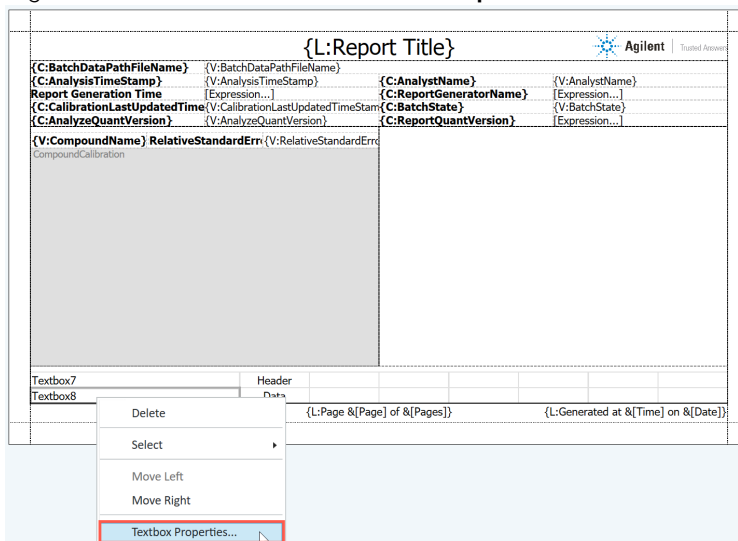 {L:Report Title}
Agilent | Trusted Answers
{C:BatchDataPathFileName} {V:BatchDataPathFileName}
{C:AnalysisTimeStamp} {V:AnalysisTimeStamp) {C:AnalystName} {V:AnalystName}
Report Generation Time [Expression...] {C:ReportGeneratorName} [Expression...]
{C:CalibrationLastUpdatedTime {V:CalibrationLastUpdatedTimeStam {C:BatchState} {V:BatchState}
{C:AnalyzeQuantVersion} {V:AnalyzeQuantVersion} {C:ReportQuantVersion} [Expression...]
{V:CompoundName} RelativeStandardErr {V:RelativeStandardErro
CompoundCalibration
Textbox7 Header
Textbox8 Data
{L:Page &[Page] of &[Pages]} {L:Generated at &[Time] on &[Date]}
Delete
Select
Move Left
Move Right
Textbox Properties...